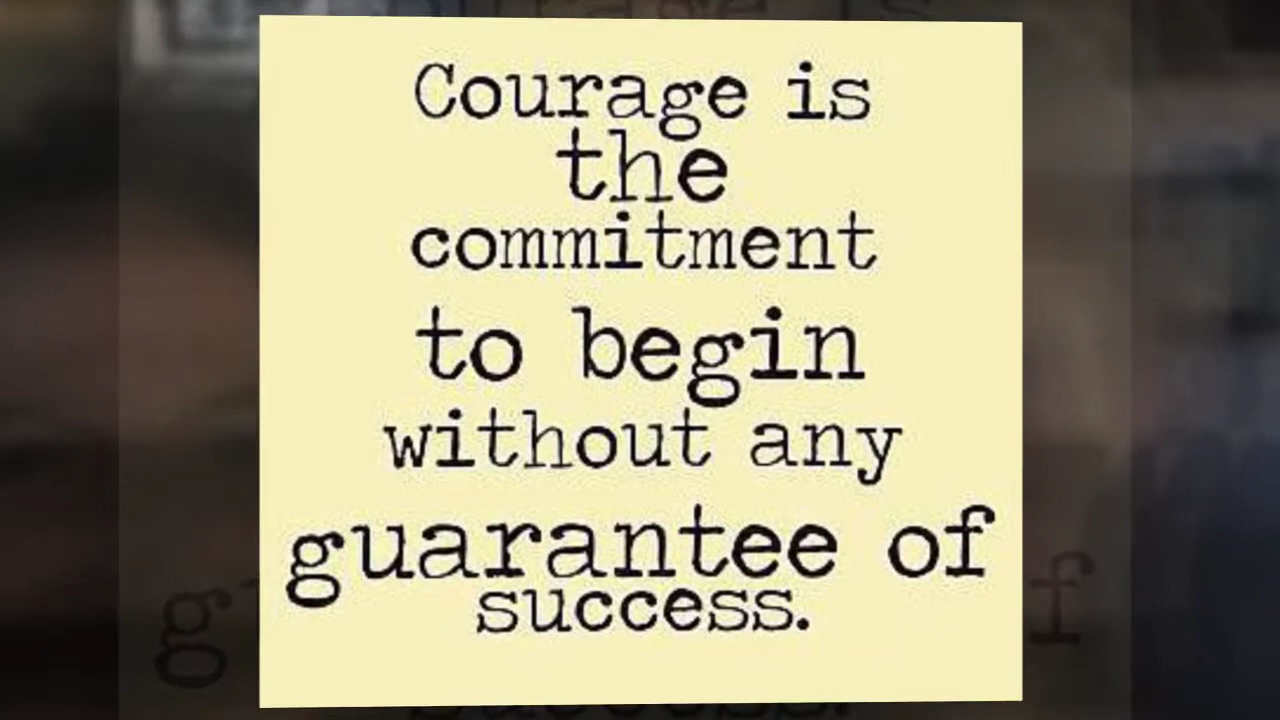 Courage is
the
commitment
to begin
without any
guarantee of
success.